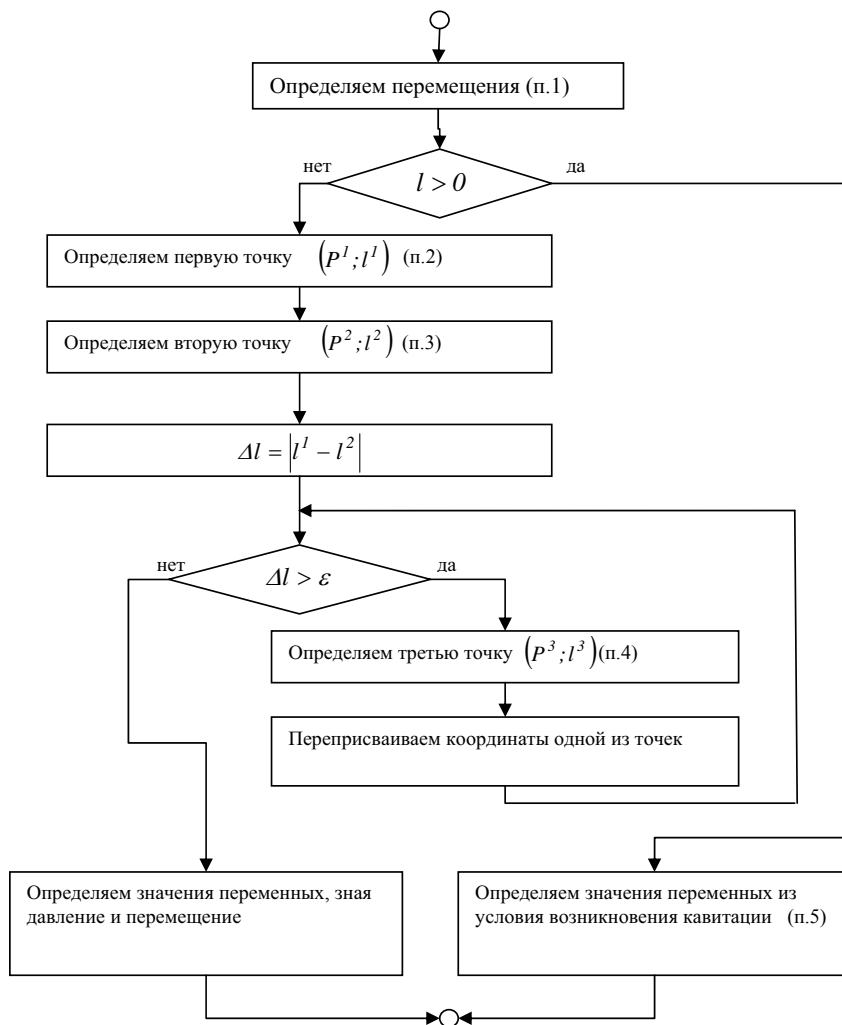 Определяем перемещения (п.1)
нет
да
l > 0
Определяем первую точку (P¹; l¹) (п.2)
Определяем вторую точку (P²; l²) (п.3)
Δl = |l¹ − l²|
нет
да
Δl > ε
Определяем третью точку (P³; l³)(п.4)
Переприсваиваем координаты одной из точек
Определяем значения переменных, зная
давление и перемещение
Определяем значения переменных из
условия возникновения кавитации (п.5)